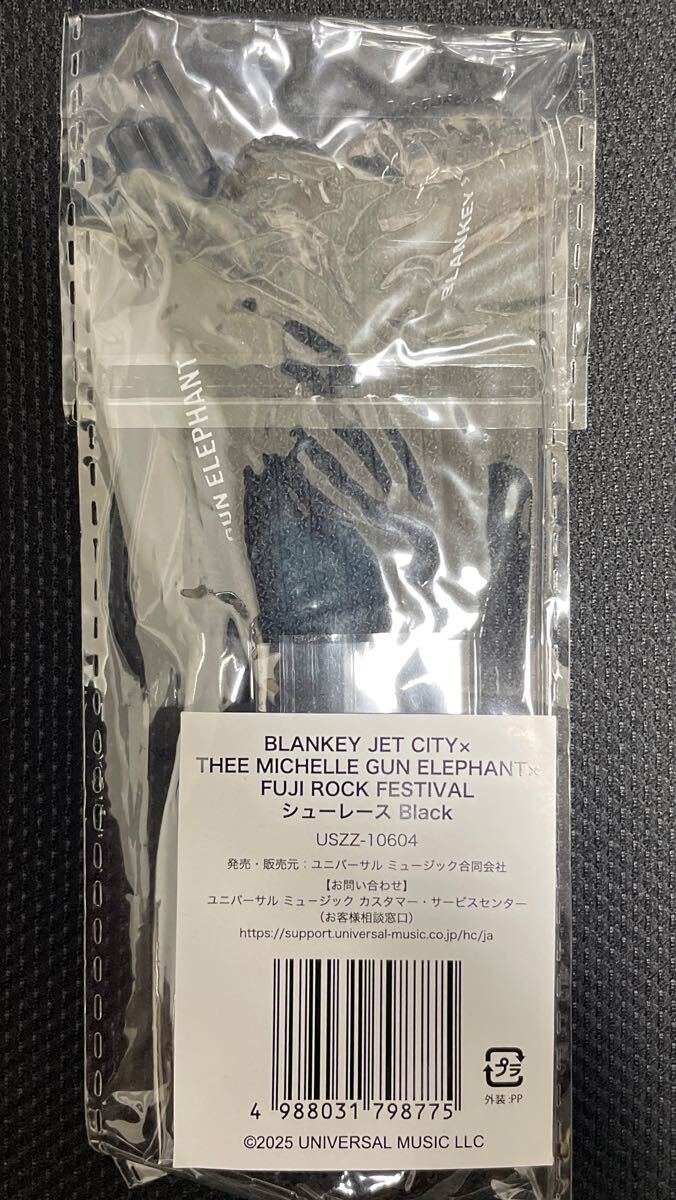 BLANKEY
GUN ELEPHANT
BLANKEY JET CITY×
THEE MICHELLE GUN ELEPHANT×
FUJI ROCK FESTIVAL
シューレース Black
USZZ-10604
発売・販売元：ユニバーサル ミュージック合同会社
【お問い合わせ】
ユニバーサル ミュージック カスタマー・サービスセンター
（お客様相談窓口）
https://support.universal-music.co.jp/hc/ja
プラ
外装:PP
4 988031 798775
©2025 UNIVERSAL MUSIC LLC